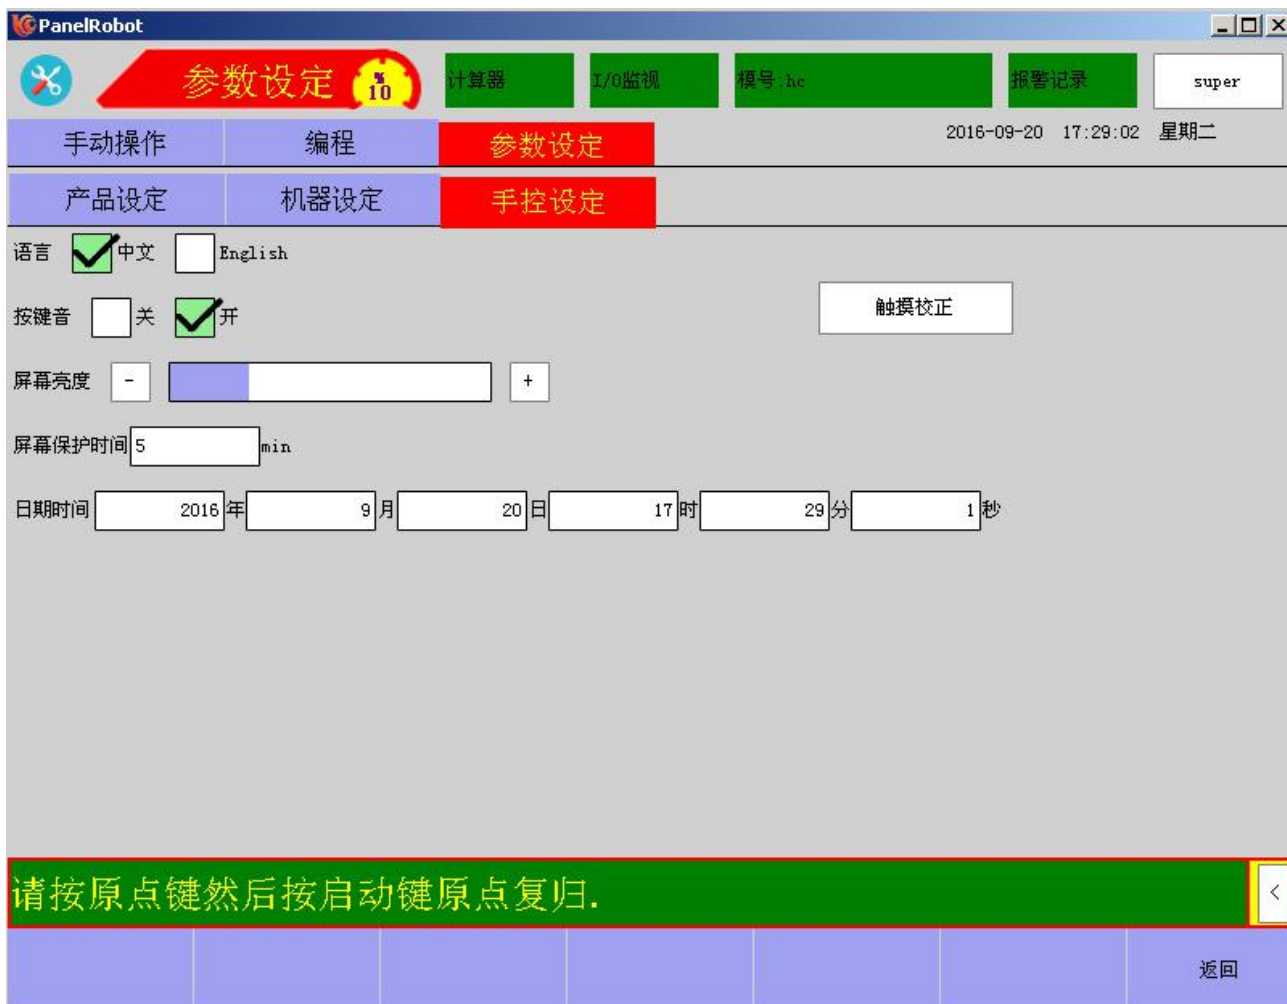 PanelRobot
参数设定 % 10 计算器 I/O监视 模号:hc 报警记录 super
手动操作 编程 参数设定 2016-09-20 17:29:02 星期二
产品设定 机器设定 手控设定
语言 中文 English
按键音 关 开 触摸校正
屏幕亮度 - +
屏幕保护时间 5 min
日期时间 2016 年 9 月 20 日 17 时 29 分 1 秒
请按原点键然后按启动键原点复归. <
返回